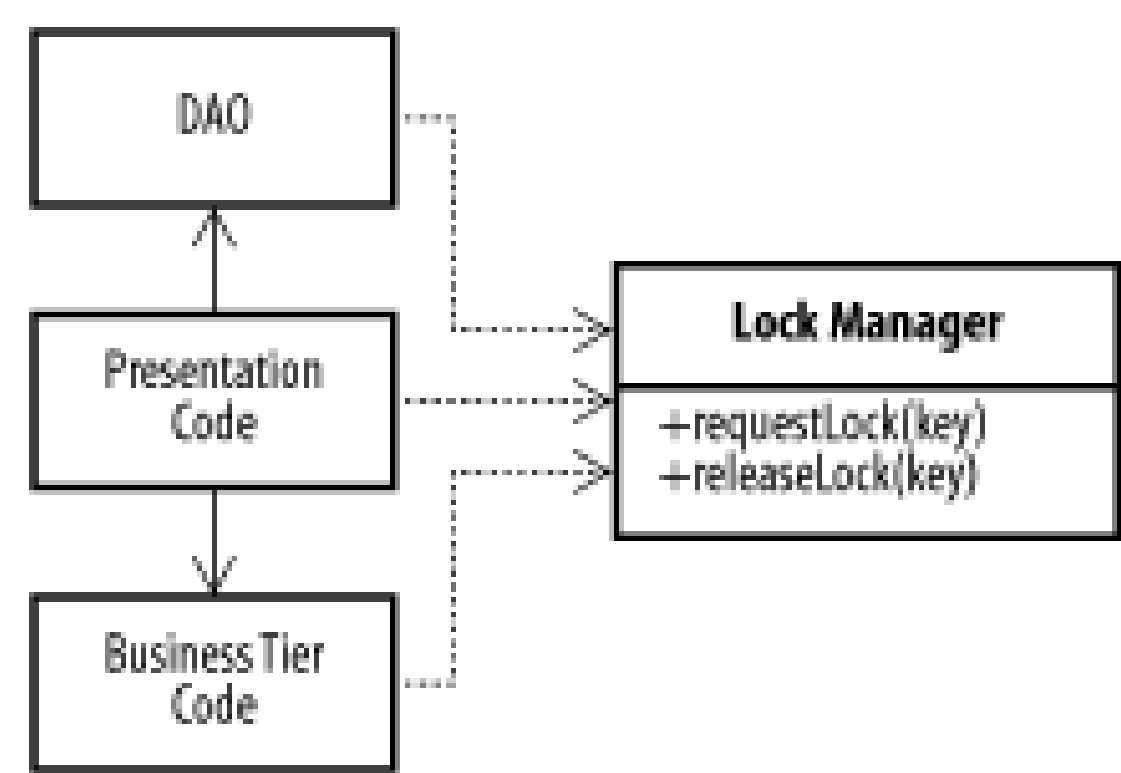 DAO
Presentation
Code
Business Tier
Code
Lock Manager
+requestLock(key)
+releaseLock(key)